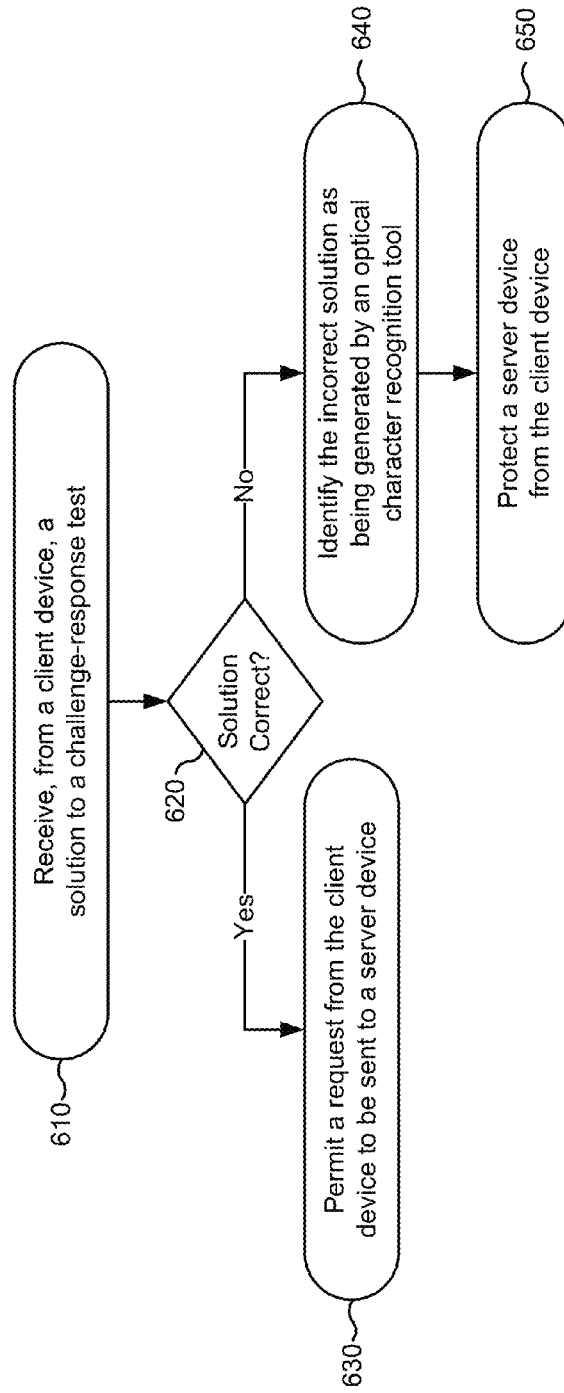 610
Receive, from a client device, a
solution to a challenge-response test
620
Solution
Correct?
Yes
No
630
Permit a request from the client
device to be sent to a server device
640
Identify the incorrect solution as
being generated by an optical
character recognition tool
650
Protect a server device
from the client device